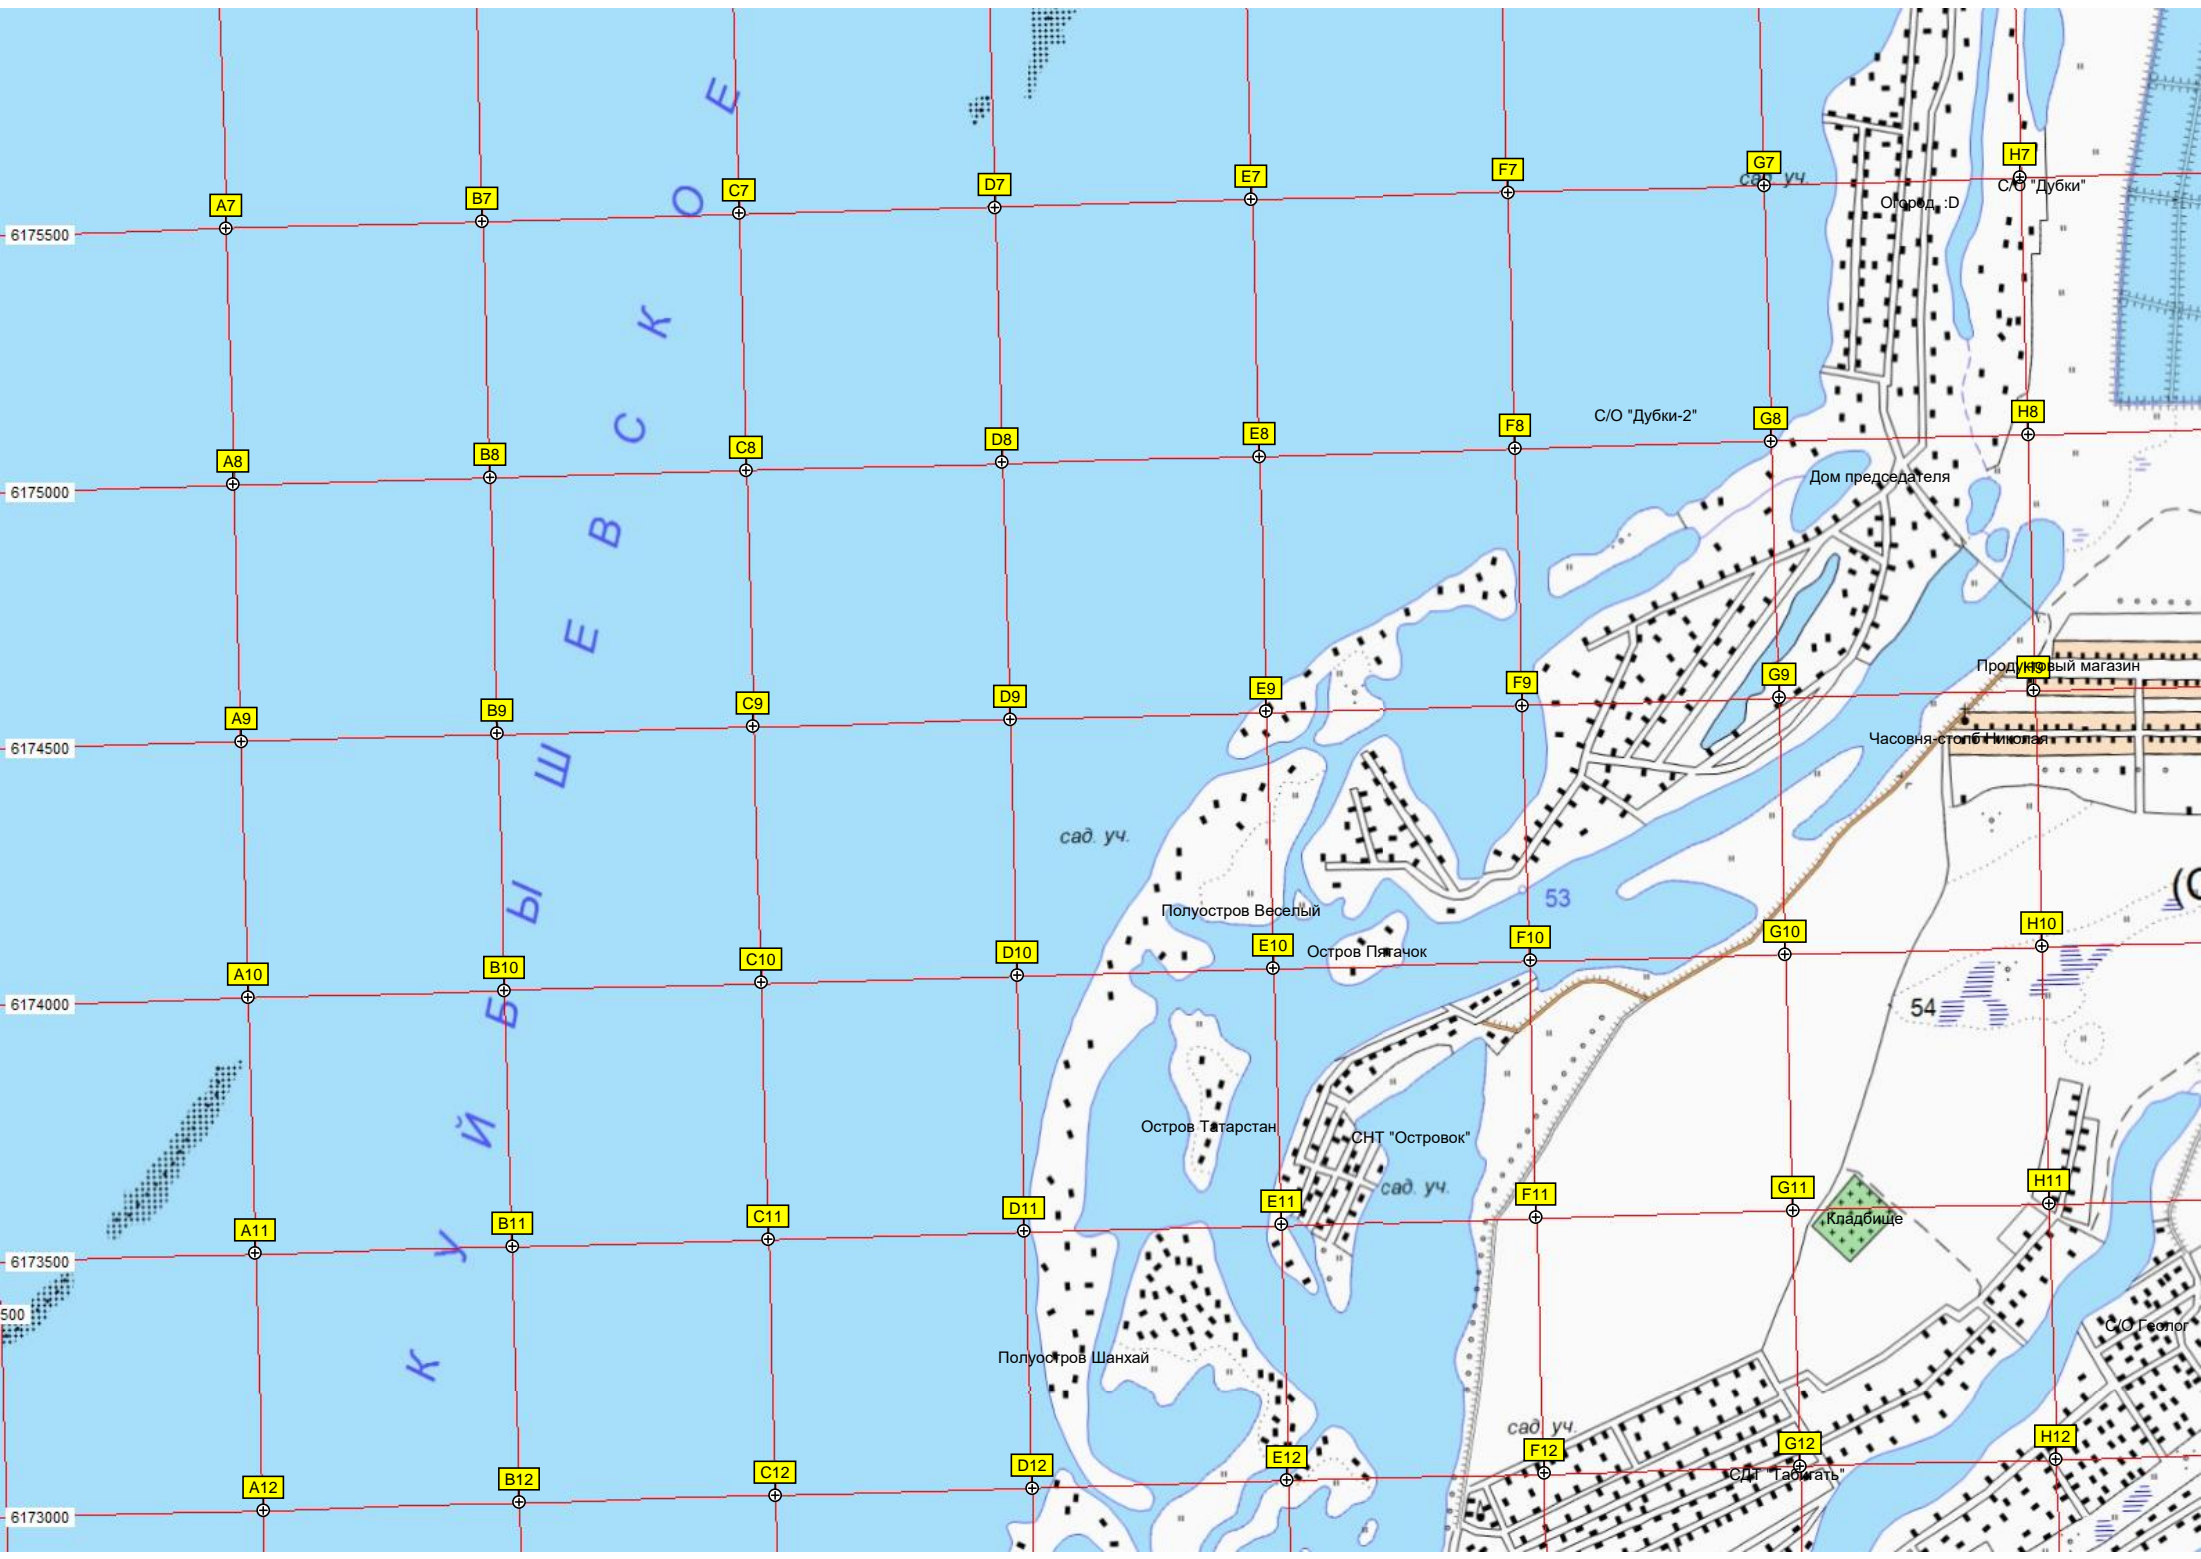 КУЙБЫШЕВСКОЕ
A7 B7 C7 D7 E7 F7 G7 H7
сад. уч.
С/О "Дубки"
Огород, :D
6175500
С/О "Дубки-2"
A8 B8 C8 D8 E8 F8 G8 H8
Дом председателя
6175000
Продуктовый магазин
A9 B9 C9 D9 E9 F9 G9 H9
Часовня-столб Николая
6174500
сад. уч.
53
Полуостров Веселый
Остров Пятачок
A10 B10 C10 D10 E10 F10 G10 H10
6174000
54
Остров Татарстан
СНТ "Островок"
сад. уч.
A11 B11 C11 D11 E11 F11 G11 H11
Кладбище
6173500
500
С/О Геолог
Полуостров Шанхай
сад. уч.
A12 B12 C12 D12 E12 F12 G12 H12
СДТ "Табигать"
6173000